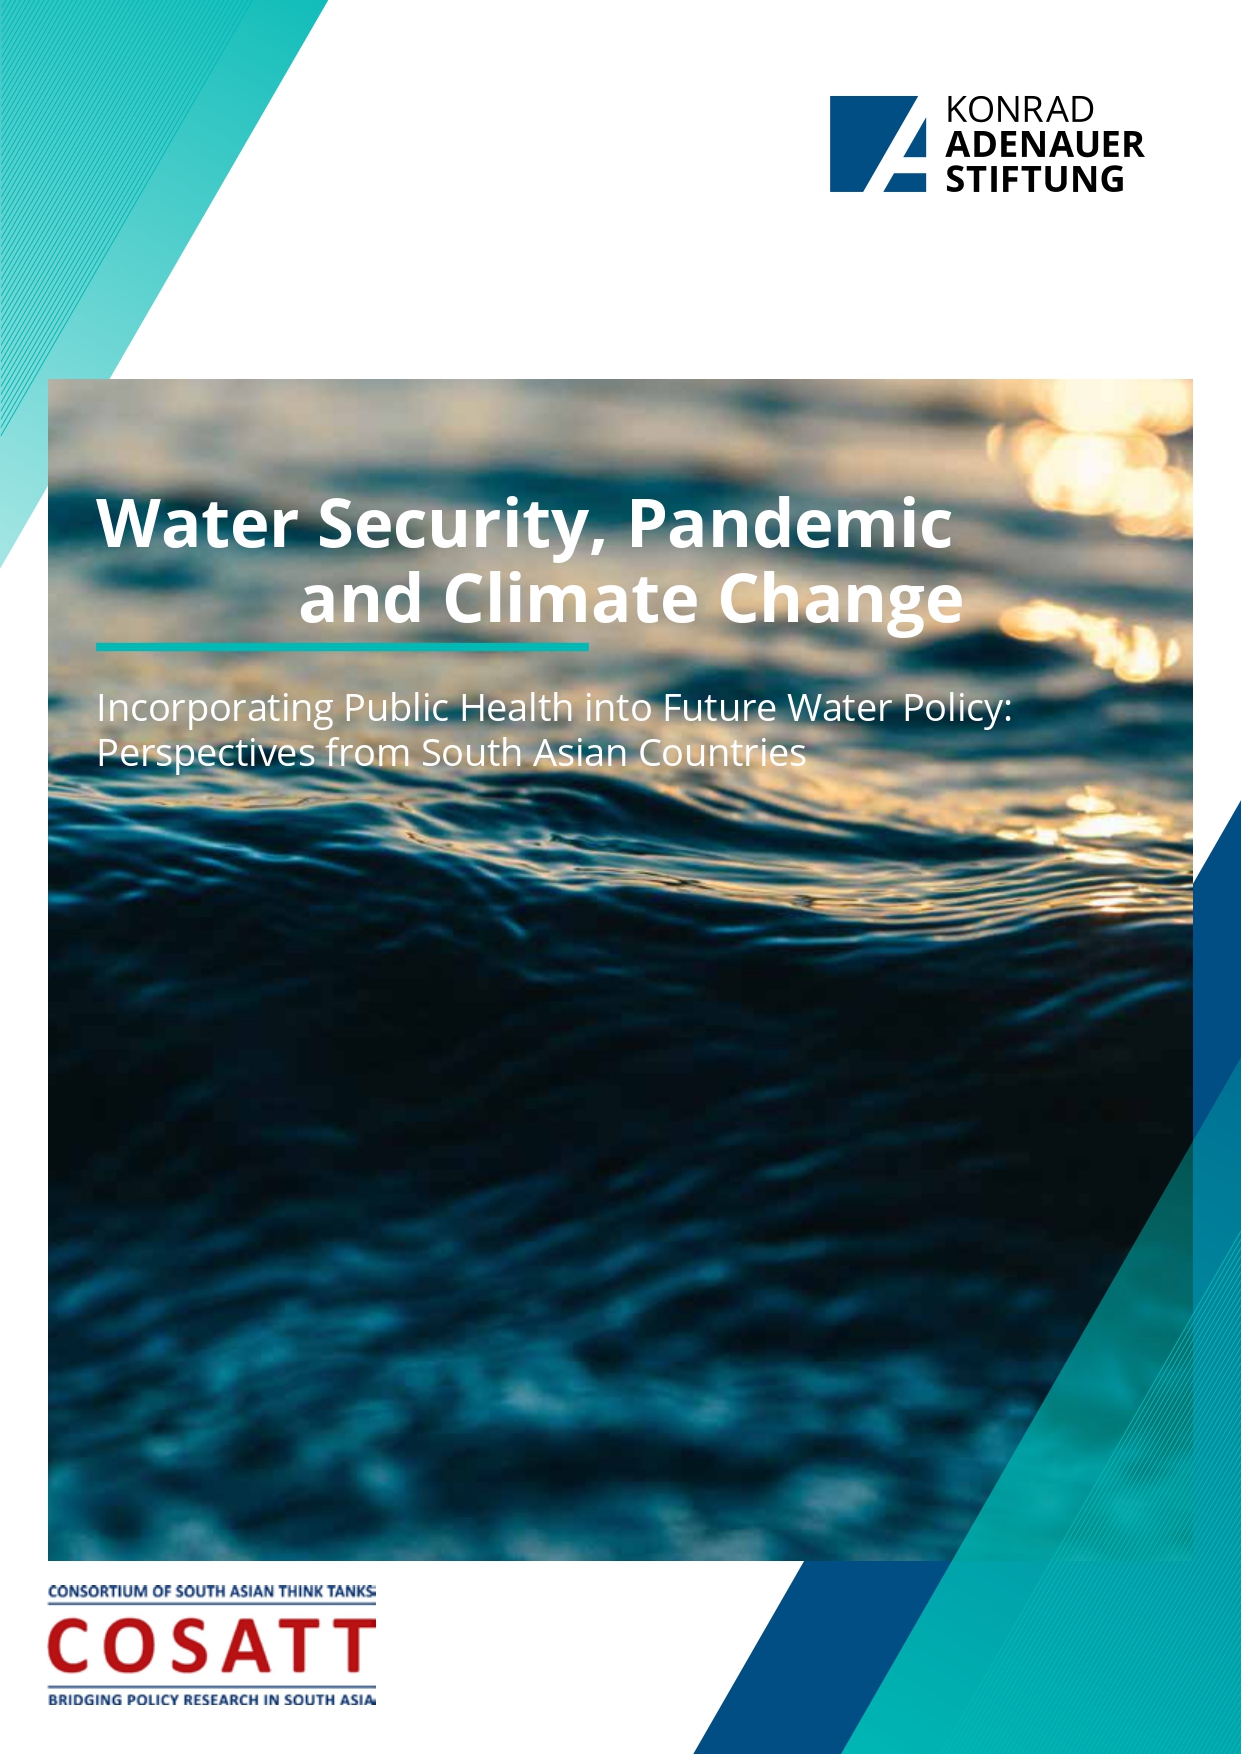 KONRAD
ADENAUER
STIFTUNG
Water Security, Pandemic
and Climate Change
Incorporating Public Health into Future Water Policy:
Perspectives from South Asian Countries
CONSORTIUM OF SOUTH ASIAN THINK TANKS
COSATT
BRIDGING POLICY RESEARCH IN SOUTH ASIA